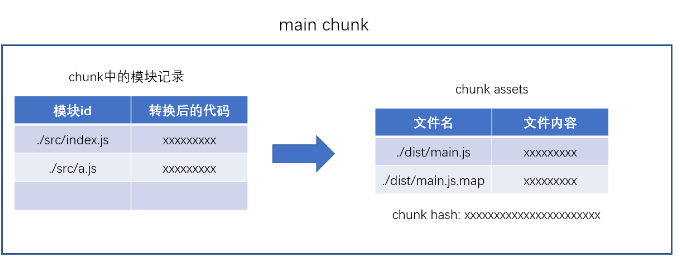 main chunk
chunk中的模块记录
模块id 转换后的代码
./src/index.js xxxxxxxxx
./src/a.js xxxxxxxxx
chunk assets
文件名 文件内容
./dist/main.js xxxxxxxxx
./dist/main.js.map xxxxxxxxx
chunk hash: xxxxxxxxxxxxxxxxxxxxxxx